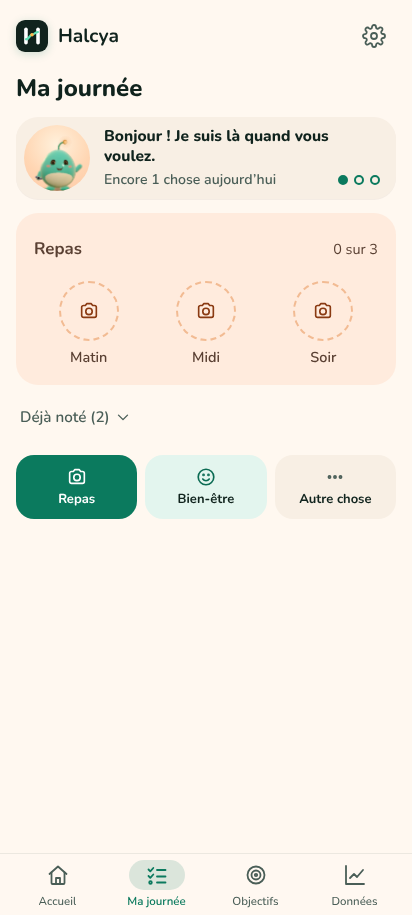 Halcya
Ma journée
Bonjour ! Je suis là quand vous
voulez.
Encore 1 chose aujourd’hui
Repas
0 sur 3
Matin
Midi
Soir
Déjà noté (2)
Repas
Bien-être
Autre chose
Accueil
Ma journée
Objectifs
Données